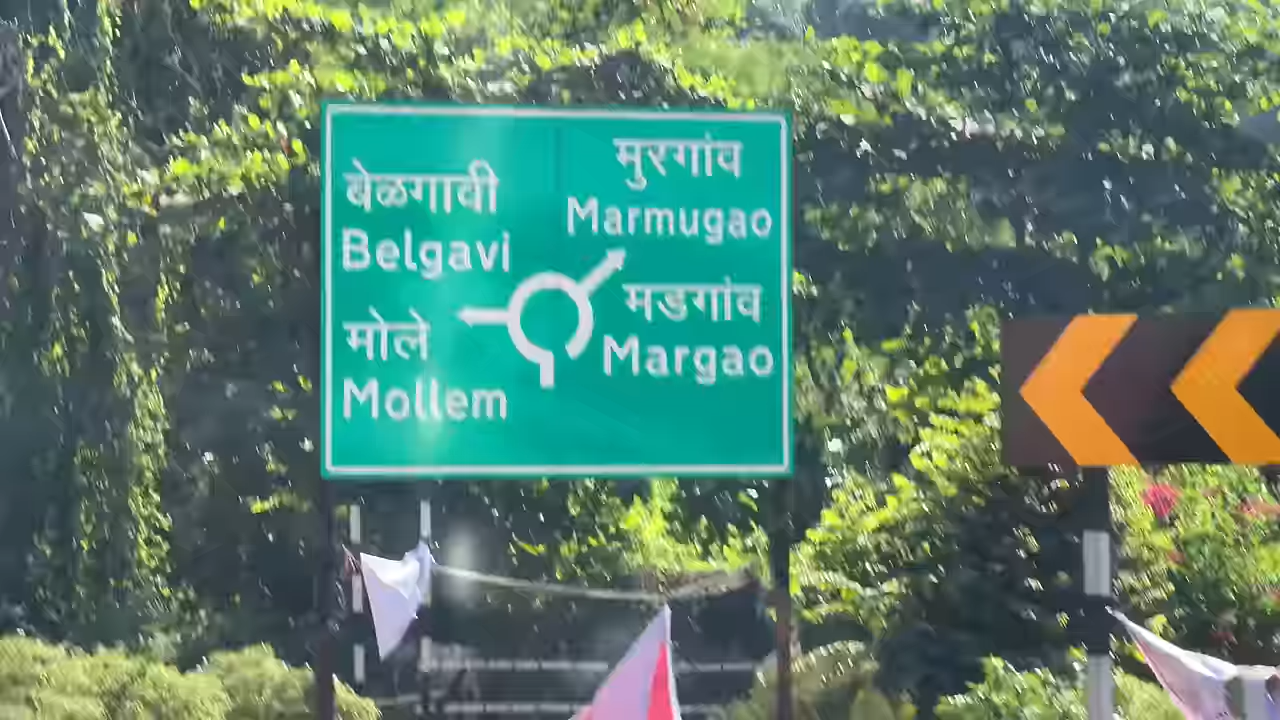 बेळगावी
Belgavi
मोले
Mollem
मुरगांव
Marmugao
मडगांव
Margao